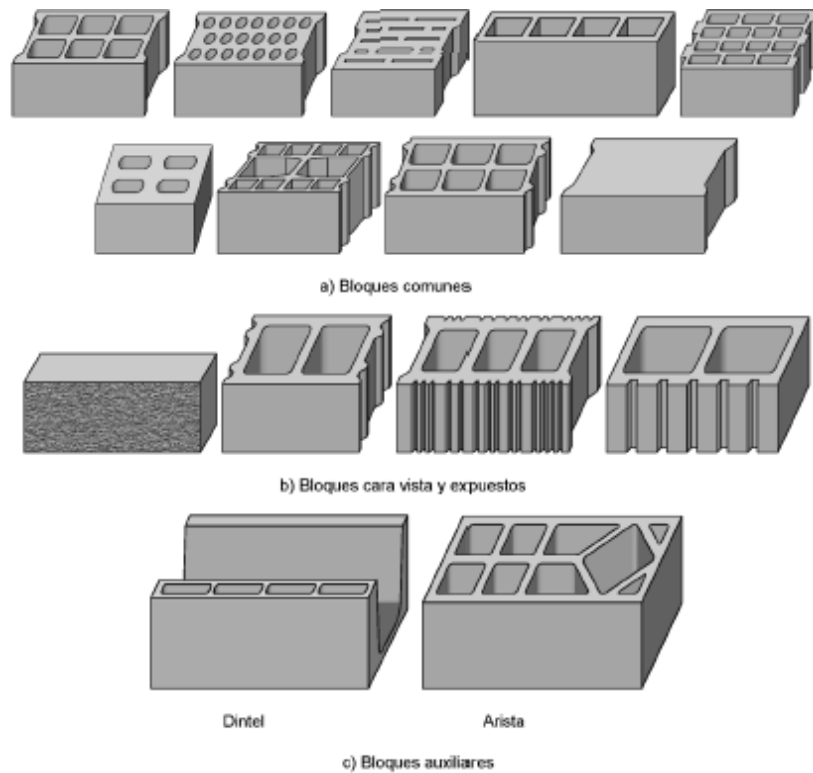 a) Bloques comunes
b) Bloques cara vista y expuestos
Dintel
Arista
c) Bloques auxiliares